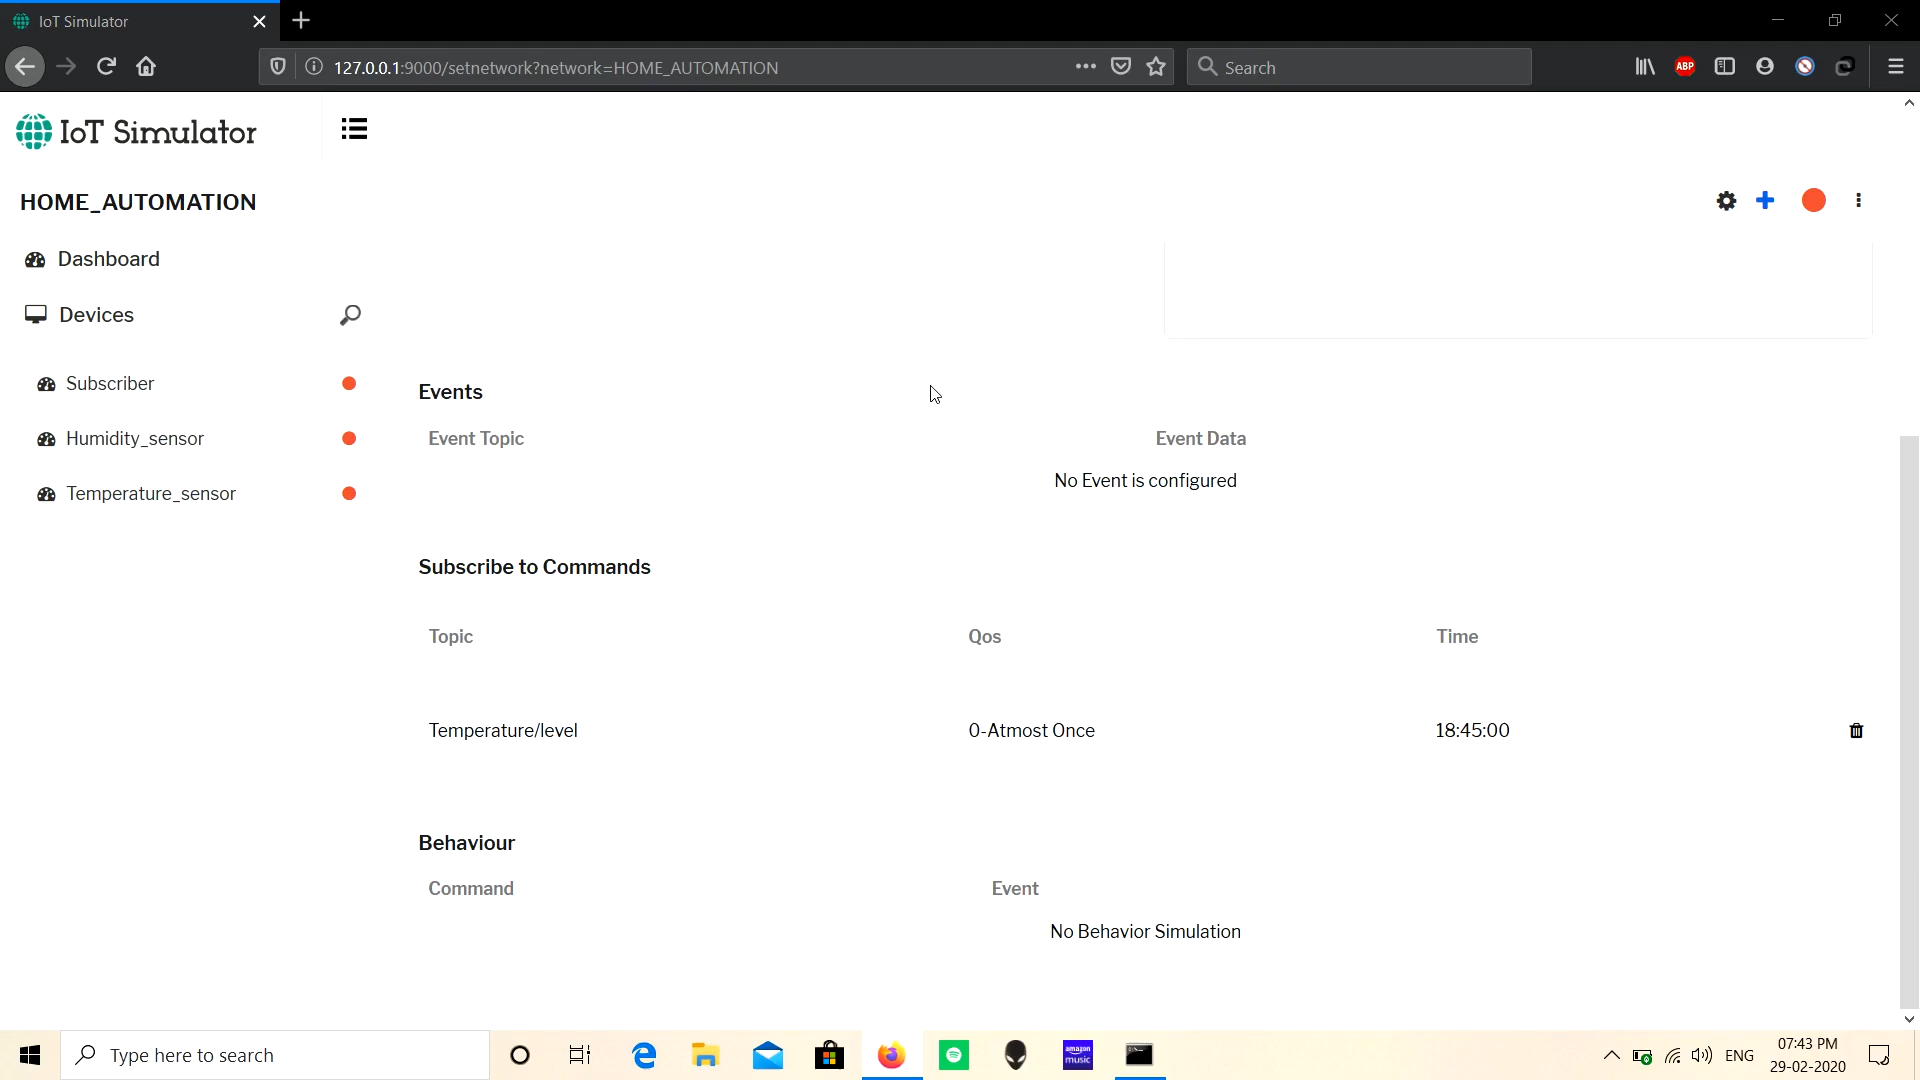 IoT Simulator
127.0.0.1:9000/setnetwork?network=HOME_AUTOMATION
Search
ABP
IoT Simulator
HOME_AUTOMATION
Dashboard
Devices
Subscriber
Humidity_sensor
Temperature_sensor
Events
Event Topic Event Data
No Event is configured
Subscribe to Commands
Topic Qos Time
Temperature/level 0-Atmost Once 18:45:00
Behaviour
Command Event
No Behavior Simulation
Type here to search
amazon music
ENG
07:43 PM
29-02-2020